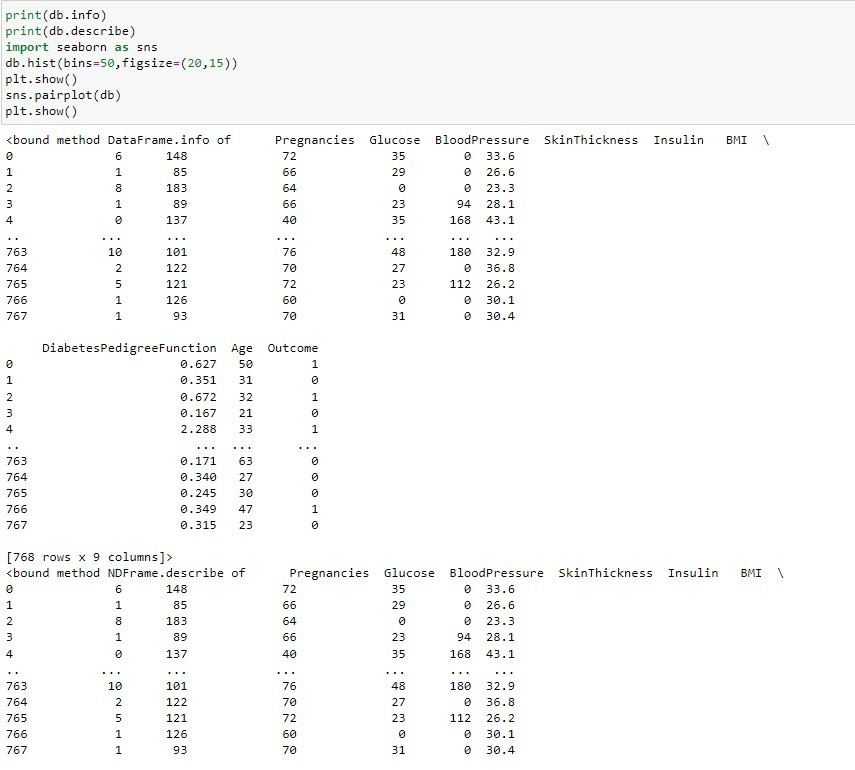 print(db.info)
print(db.describe)
import seaborn as sns
db.hist(bins=50,figsize=(20,15))
plt.show()
sns.pairplot(db)
plt.show()
<bound method DataFrame.info of      Pregnancies  Glucose  BloodPressure  SkinThickness  Insulin   BMI  \
0              6      148             72             35        0  33.6
1              1       85             66             29        0  26.6
2              8      183             64              0        0  23.3
3              1       89             66             23       94  28.1
4              0      137             40             35      168  43.1
..           ...      ...            ...            ...      ...   ...
763           10      101             76             48      180  32.9
764            2      122             70             27        0  36.8
765            5      121             72             23      112  26.2
766            1      126             60              0        0  30.1
767            1       93             70             31        0  30.4
     DiabetesPedigreeFunction  Age  Outcome
0                       0.627   50        1
1                       0.351   31        0
2                       0.672   32        1
3                       0.167   21        0
4                       2.288   33        1
..                        ...  ...      ...
763                     0.171   63        0
764                     0.340   27        0
765                     0.245   30        0
766                     0.349   47        1
767                     0.315   23        0
[768 rows x 9 columns]>
<bound method NDFrame.describe of      Pregnancies  Glucose  BloodPressure  SkinThickness  Insulin   BMI  \
0              6      148             72             35        0  33.6
1              1       85             66             29        0  26.6
2              8      183             64              0        0  23.3
3              1       89             66             23       94  28.1
4              0      137             40             35      168  43.1
..           ...      ...            ...            ...      ...   ...
763           10      101             76             48      180  32.9
764            2      122             70             27        0  36.8
765            5      121             72             23      112  26.2
766            1      126             60              0        0  30.1
767            1       93             70             31        0  30.4